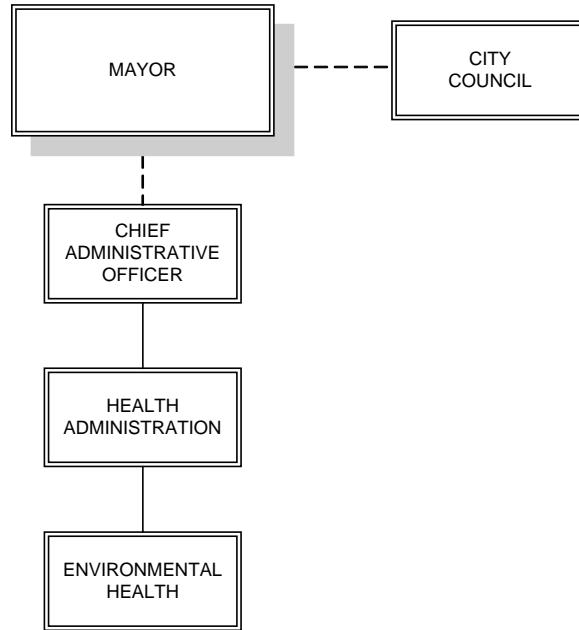 MAYOR
CITY
COUNCIL
CHIEF
ADMINISTRATIVE
OFFICER
HEALTH
ADMINISTRATION
ENVIRONMENTAL
HEALTH